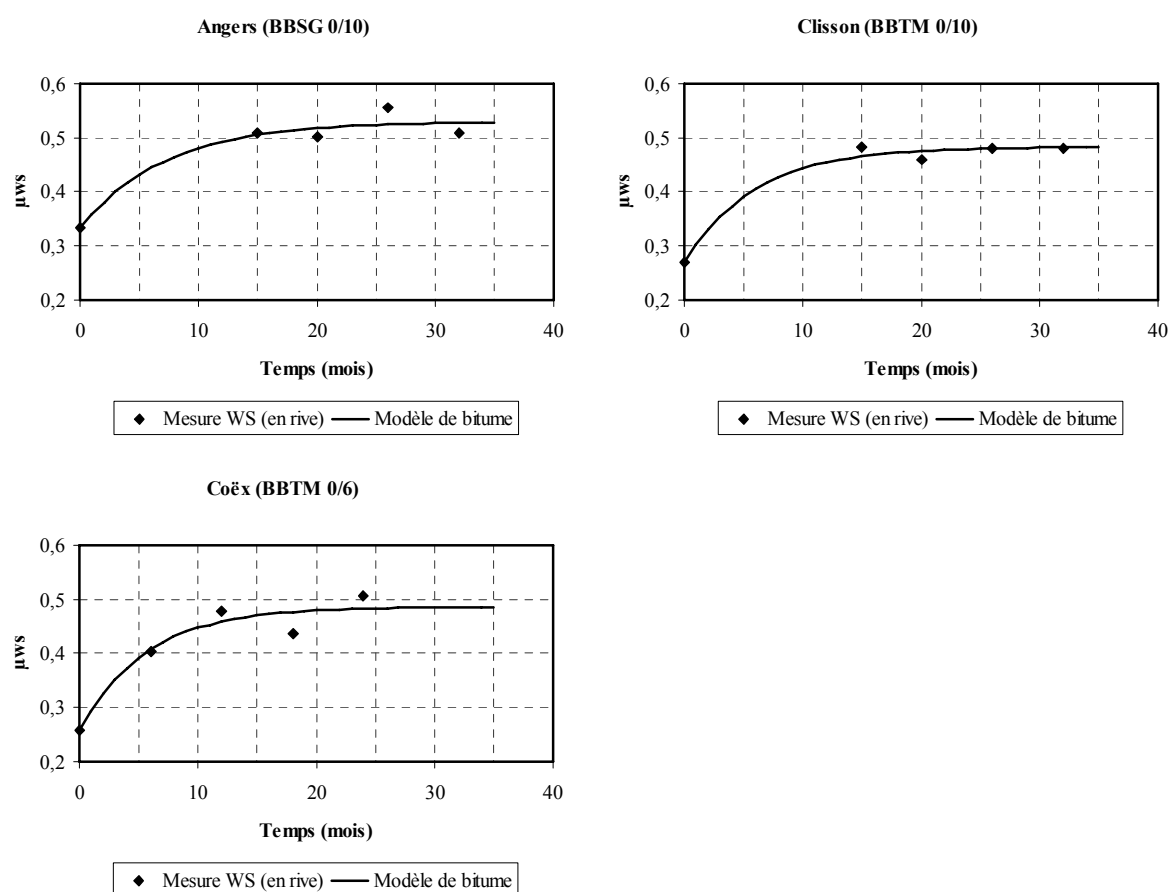 Angers (BBSG 0/10)
0,6
0,5
0,4
0,3
0,2
µws
0 10 20 30 40
Temps (mois)
Mesure WS (en rive) Modèle de bitume
Clisson (BBTM 0/10)
0,6
0,5
0,4
0,3
0,2
µws
0 10 20 30 40
Temps (mois)
Mesure WS (en rive) Modèle de bitume
Coëx (BBTM 0/6)
0,6
0,5
0,4
0,3
0,2
µws
0 10 20 30 40
Temps (mois)
Mesure WS (en rive) Modèle de bitume